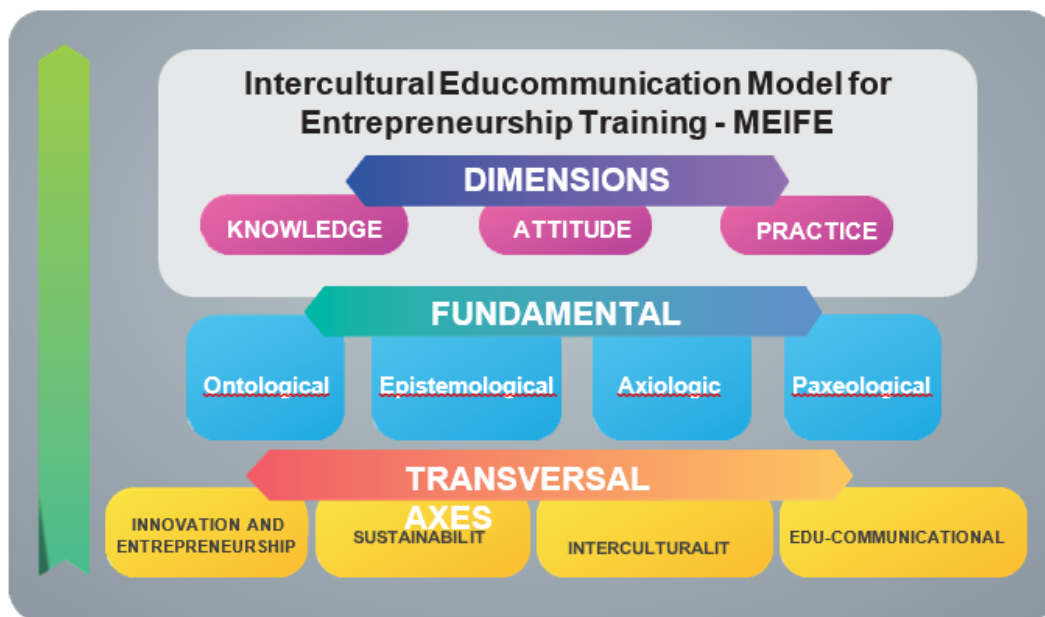 Intercultural Educommunication Model for
Entrepreneurship Training - MEIFE
DIMENSIONS
KNOWLEDGE
ATTITUDE
PRACTICE
FUNDAMENTAL
Ontological
Epistemological
Axiologic
Paxeological
TRANSVERSAL
AXES
INNOVATION AND
ENTREPRENEURSHIP
SUSTAINABILIT
INTERCULTURALIT
EDU-COMMUNICATIONAL